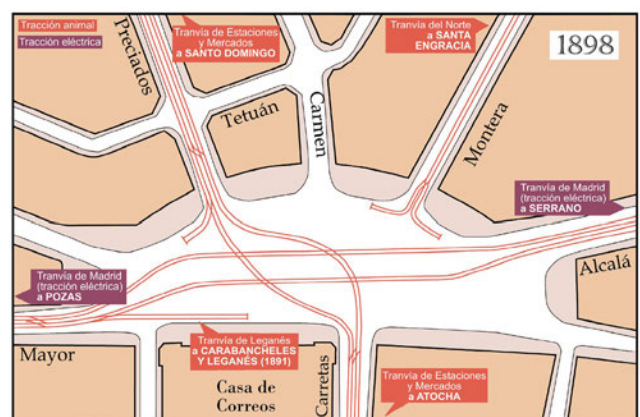 Tracción animal
Tracción eléctrica
Preciados
Tranvía de Estaciones
y Mercados
a SANTO DOMINGO
Tranvía del Norte
a SANTA
ENGRACIA
1898
Tetuán
Carmen
Montera
Tranvía de Madrid
(tracción eléctrica)
a SERRANO
Tranvía de Madrid
(tracción eléctrica)
a POZAS
Alcalá
Mayor
Tranvía de Leganés
a CARABANCHELES
Y LEGANÉS (1891)
Casa de
Correos
Carretas
Tranvía de Estaciones
y Mercados
a ATOCHA